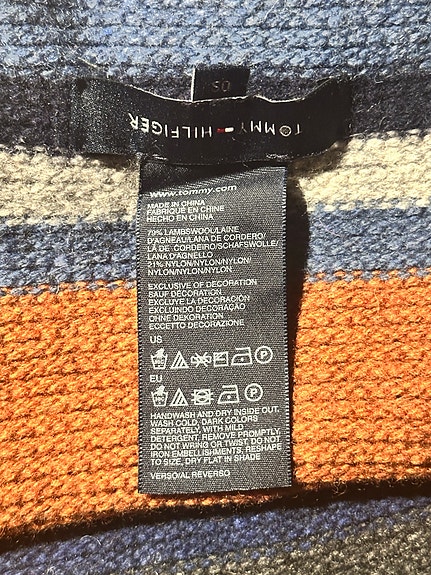 OS
TOMMY HILFIGER
www.tommy.com
MADE IN CHINA
FABRIQUÉ EN CHINE
HECHO EN CHINA
79% LAMBSWOOL/LAINE
D'AGNEAU/LANA DE CORDERO/
LÃ DE CORDEIRO/SCHAFSWOLLE/
LANA D'AGNELLO
21% NYLON/NYLON/NYLON/
NYLON/NYLON/NYLON
EXCLUSIVE OF DECORATION
SAUF DÉCORATION
EXCLUYE LA DECORACIÓN
EXCLUINDO DECORAÇÃO
OHNE DEKORATION
ECCETTO DECORAZIONE
US
P
EU
P
HANDWASH AND DRY INSIDE OUT.
WASH COLD, DARK COLORS
SEPARATELY, WITH MILD
DETERGENT, REMOVE PROMPTLY,
DO NOT WRING OR TWIST, DO NOT
IRON EMBELLISHMENTS, RESHAPE
TO SIZE, DRY FLAT IN SHADE
VERSO/AL REVERSO